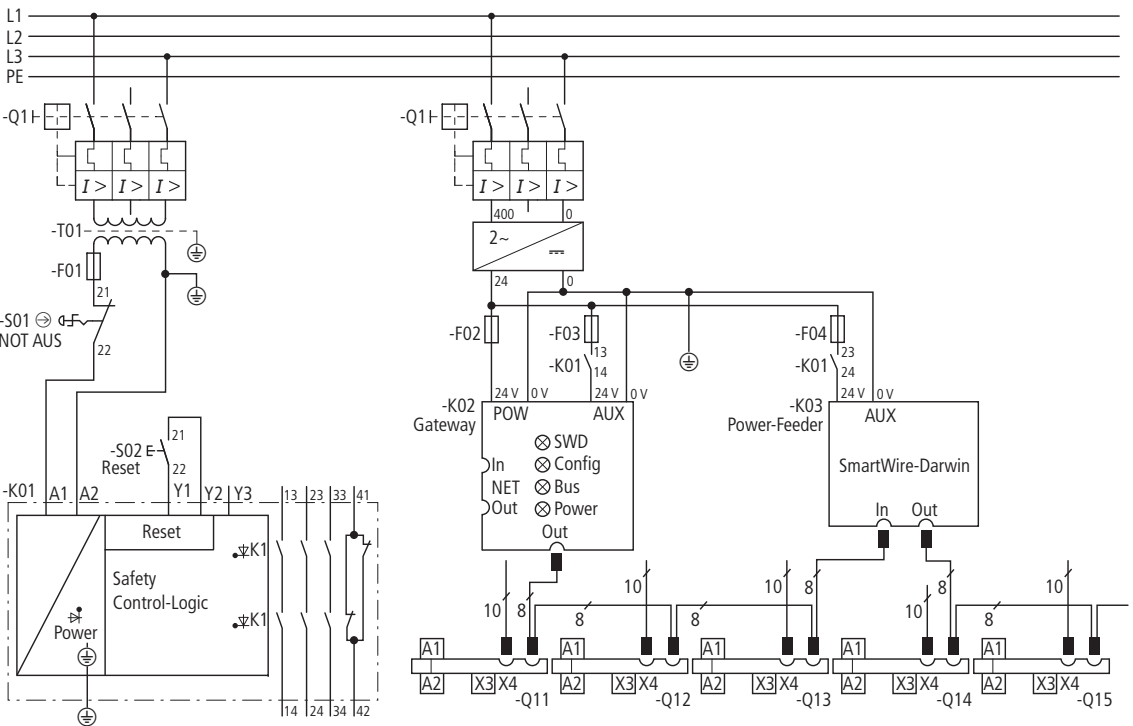 L1
L2
L3
PE
-Q1 -Q1
I > I > I > I > I > I >
400 0
-T01 2~
-F01 24 0
21
-S01 NOT AUS
22
-F02 -F03 -F04
13 23
-K01 -K01
14 24
24 V 0 V 24 V 0 V 24 V 0 V
-K02 Gateway
POW AUX
SWD
In Config
NET Bus
Out Power
Out
-K03 Power-Feeder
AUX
SmartWire-Darwin
In Out
-S02 Reset
21
22
-K01 A1 A2 Y1 Y2 Y3 13 23 33 41
Reset
K1
Safety
Control-Logic
Power
K1
14 24 34 42
10 10 10 10 10
8 8 8 8 8 8 8
A1 A1 A1 A1 A1
A2 X3 X4 A2 X3 X4 A2 X3 X4 A2 X3 X4 A2 X3 X4
-Q11 -Q12 -Q13 -Q14 -Q15